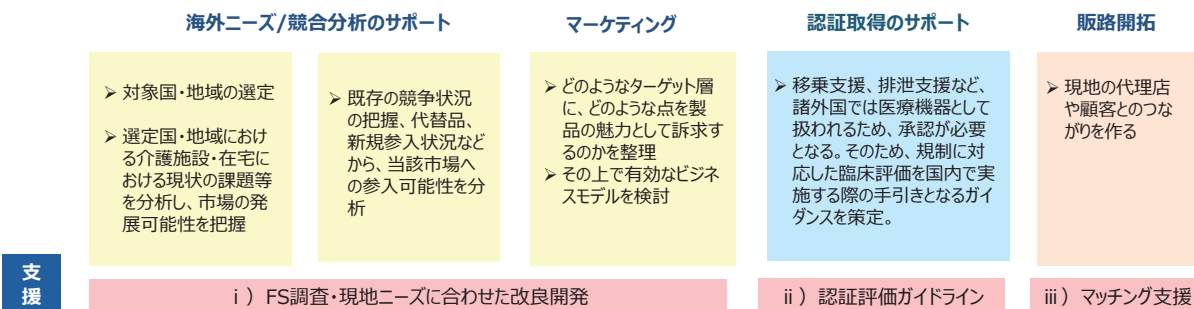 海外ニーズ/競合分析のサポート
マーケティング
認証取得のサポート
販路開拓
➢ 対象国・地域の選定
➢ 選定国・地域におけ
る介護施設・在宅に
おける現状の課題等
を分析し、市場の発
展可能性を把握
➢ 既存の競争状況
の把握、代替品、
新規参入状況など
から、当該市場へ
の参入可能性を分
析
➢ どのようなターゲット層
に、どのような点を製
品の魅力として訴求す
るのかを整理
➢ その上で有効なビジネ
スモデルを検討
➢ 移乗支援、排泄支援など、
諸外国では医療機器として
扱われるため、承認が必要
となる。そのため、規制に対
応した臨床評価を国内で実
施する際の手引きとなるガイ
ダンスを策定。
➢ 現地の代理店
や顧客とのつな
がりを作る
支
援
ⅰ）FS調査・現地ニーズに合わせた改良開発
ⅱ）認証評価ガイドライン
ⅲ）マッチング支援